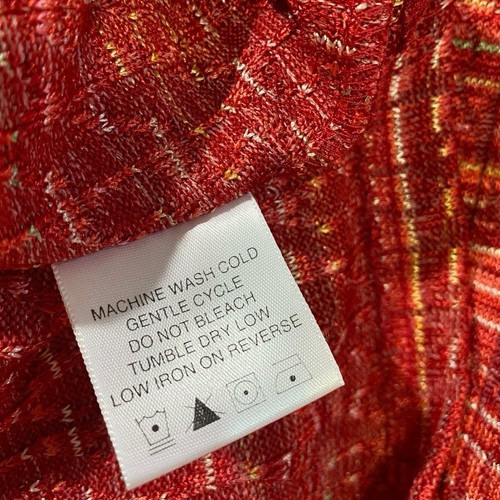 MACHINE WASH COLD
GENTLE CYCLE
DO NOT BLEACH
TUMBLE DRY LOW
LOW IRON ON REVERSE